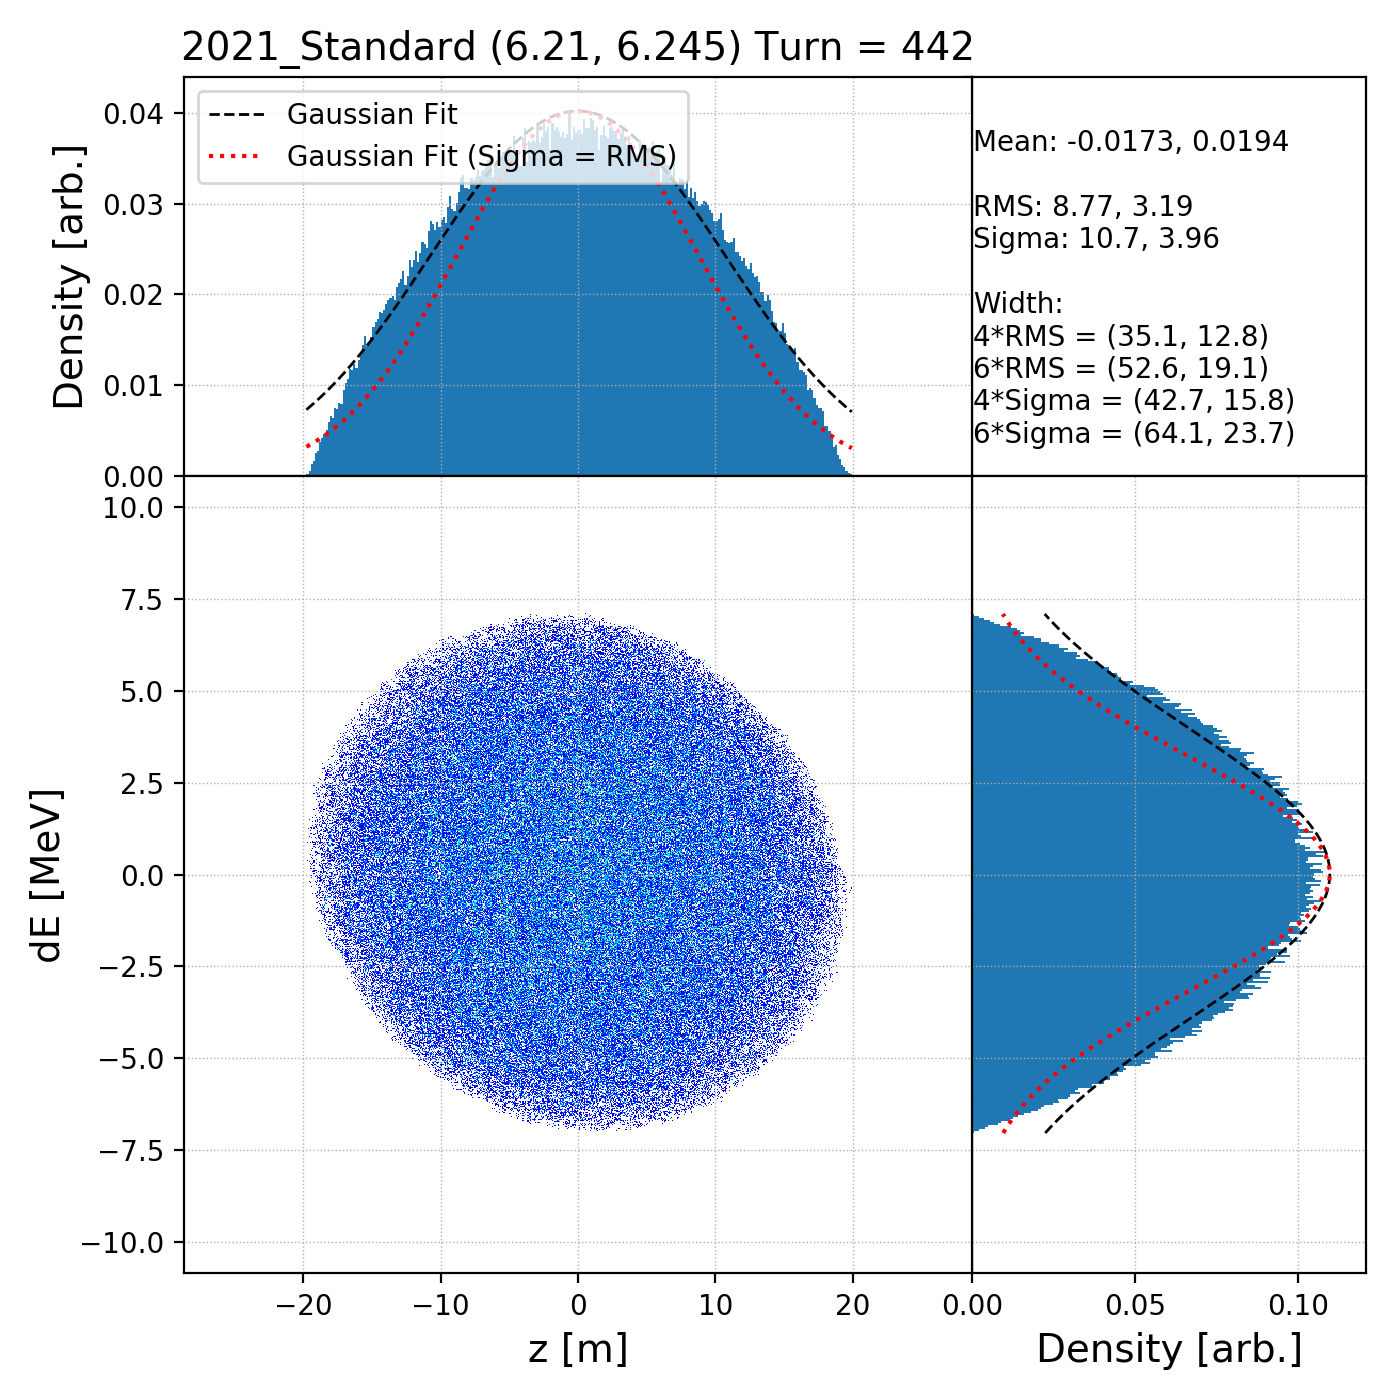 2021_Standard (6.21, 6.245) Turn = 442
Gaussian Fit
Gaussian Fit (Sigma = RMS)
Density [arb.]
0.04
0.03
0.02
0.01
0.00
Mean: -0.0173, 0.0194
RMS: 8.77, 3.19
Sigma: 10.7, 3.96
Width:
4*RMS = (35.1, 12.8)
6*RMS = (52.6, 19.1)
4*Sigma = (42.7, 15.8)
6*Sigma = (64.1, 23.7)
dE [MeV]
10.0
7.5
5.0
2.5
0.0
−2.5
−5.0
−7.5
−10.0
−20 −10 0 10 20
z [m]
0.00 0.05 0.10
Density [arb.]